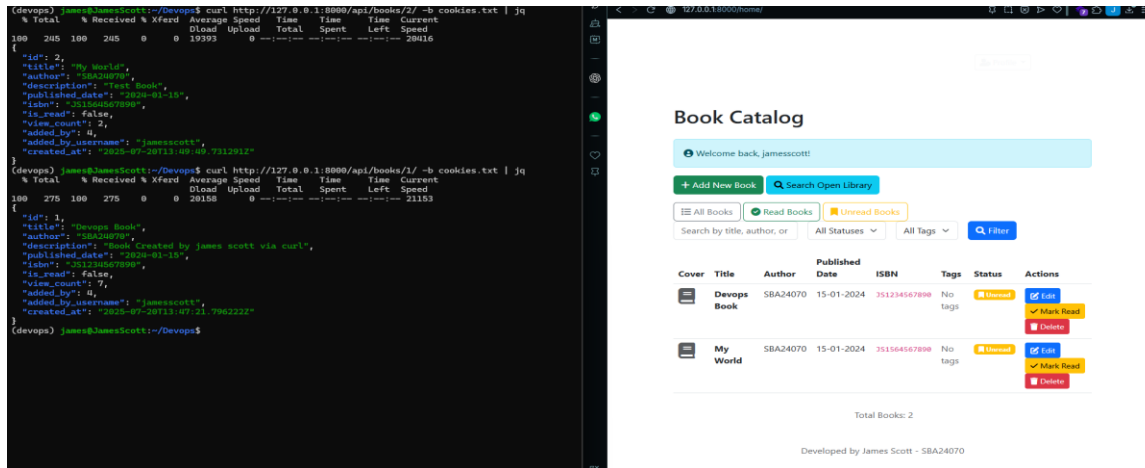 (devops) james@JamesScott:~/Devops$ curl http://127.0.0.1:8000/api/books/2/ -b cookies.txt | jq
% Total % Received % Xferd Average Speed Time Time Time Current
Dload Upload Total Spent Left Speed
100 245 100 245 0 0 19393 0 --:--:-- --:--:-- --:--:-- 20416
{
"id": 2,
"title": "My World",
"author": "SBA24070",
"description": "Test Book",
"published_date": "2024-01-15",
"isbn": "JS1564567890",
"is_read": false,
"view_count": 2,
"added_by": 4,
"added_by_username": "jamesscott",
"created_at": "2025-07-20T13:49:49.731291Z"
}
(devops) james@JamesScott:~/Devops$ curl http://127.0.0.1:8000/api/books/1/ -b cookies.txt | jq
% Total % Received % Xferd Average Speed Time Time Time Current
Dload Upload Total Spent Left Speed
100 275 100 275 0 0 20158 0 --:--:-- --:--:-- --:--:-- 21153
{
"id": 1,
"title": "Devops Book",
"author": "SBA24070",
"description": "Book Created by james scott via curl",
"published_date": "2024-01-15",
"isbn": "JS1234567890",
"is_read": false,
"view_count": 7,
"added_by": 4,
"added_by_username": "jamesscott",
"created_at": "2025-07-20T13:47:21.796222Z"
}
(devops) james@JamesScott:~/Devops$
127.0.0.1:8000/home/
Book Catalog
Welcome back, jamesscott!
+ Add New Book Search Open Library
All Books Read Books Unread Books
Search by title, author, or All Statuses All Tags Filter
Cover Title Author Published Date ISBN Tags Status Actions
Devops Book SBA24070 15-01-2024 JS1234567890 No tags Unread Edit
Mark Read
Delete
My World SBA24070 15-01-2024 JS1564567890 No tags Unread Edit
Mark Read
Delete
Total Books: 2
Developed by James Scott - SBA24070